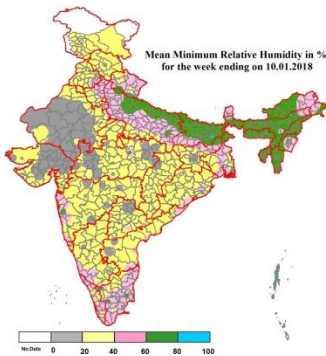 Mean Minimum Relative Humidity in %
for the week ending on 10.01.2018
No Data 0 20 40 60 80 100